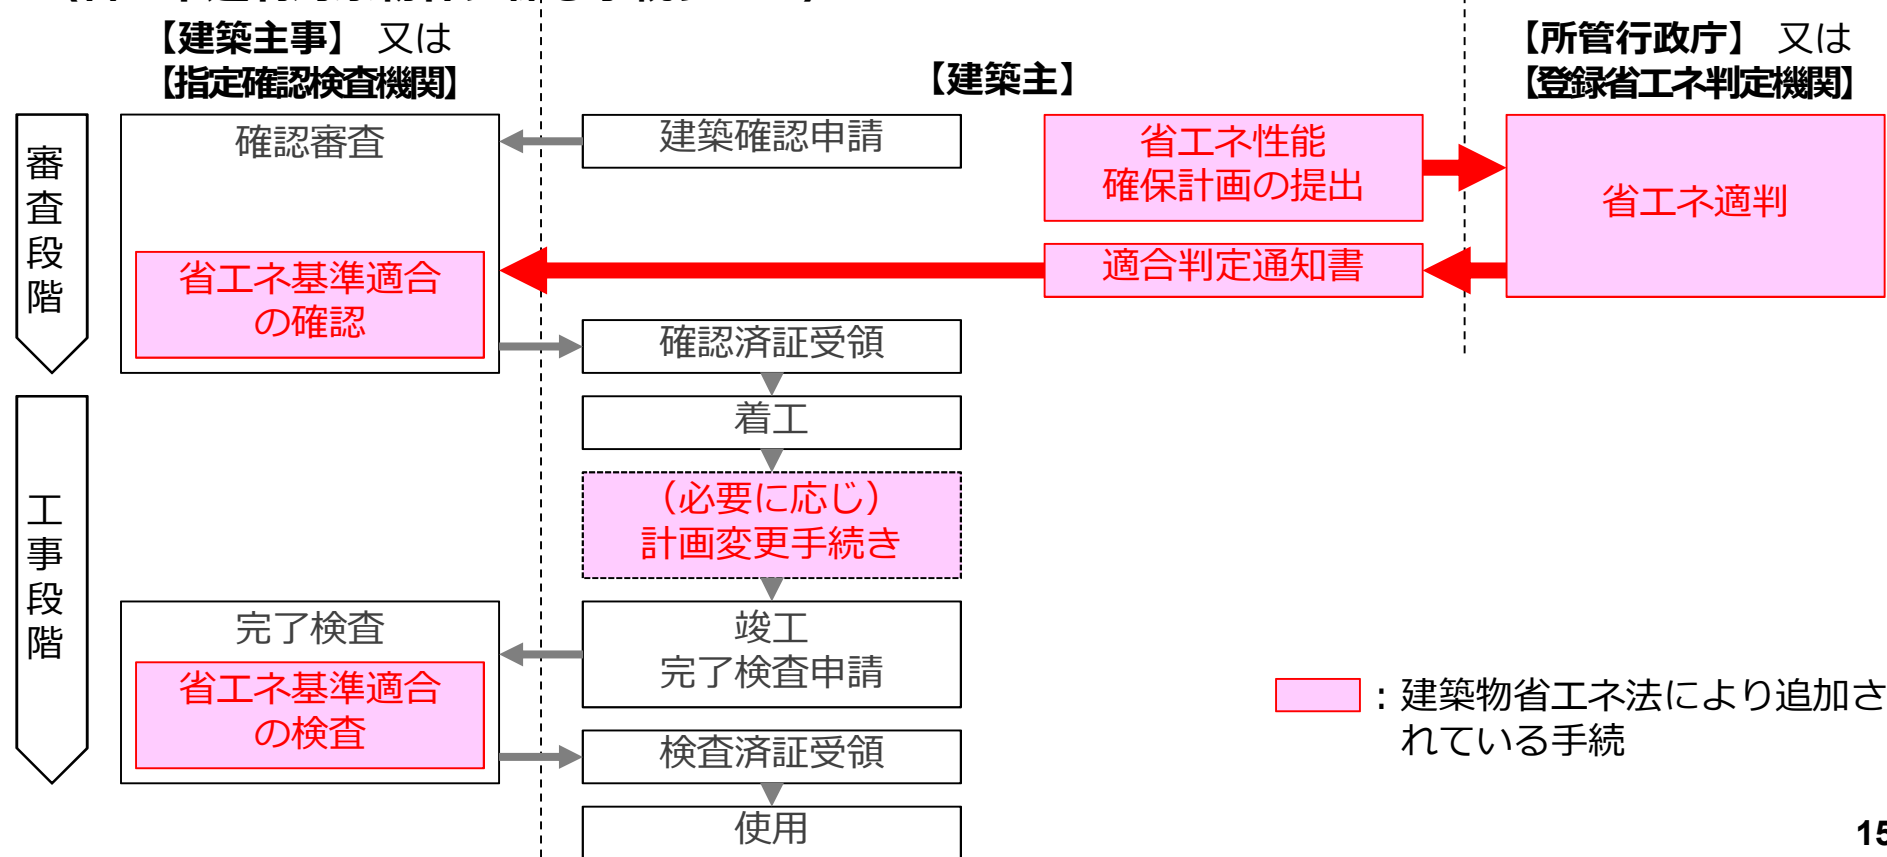 【建築主事】 又は
【指定確認検査機関】
【建築主】
【所管行政庁】 又は
【登録省エネ判定機関】
審査段階
確認審査
建築確認申請
省エネ性能
確保計画の提出
省エネ適判
適合判定通知書
省エネ基準適合
の確認
確認済証受領
工事段階
着工
（必要に応じ）
計画変更手続き
完了検査
竣工
完了検査申請
省エネ基準適合
の検査
検査済証受領
使用
：建築物省エネ法により追加さ
れている手続
15